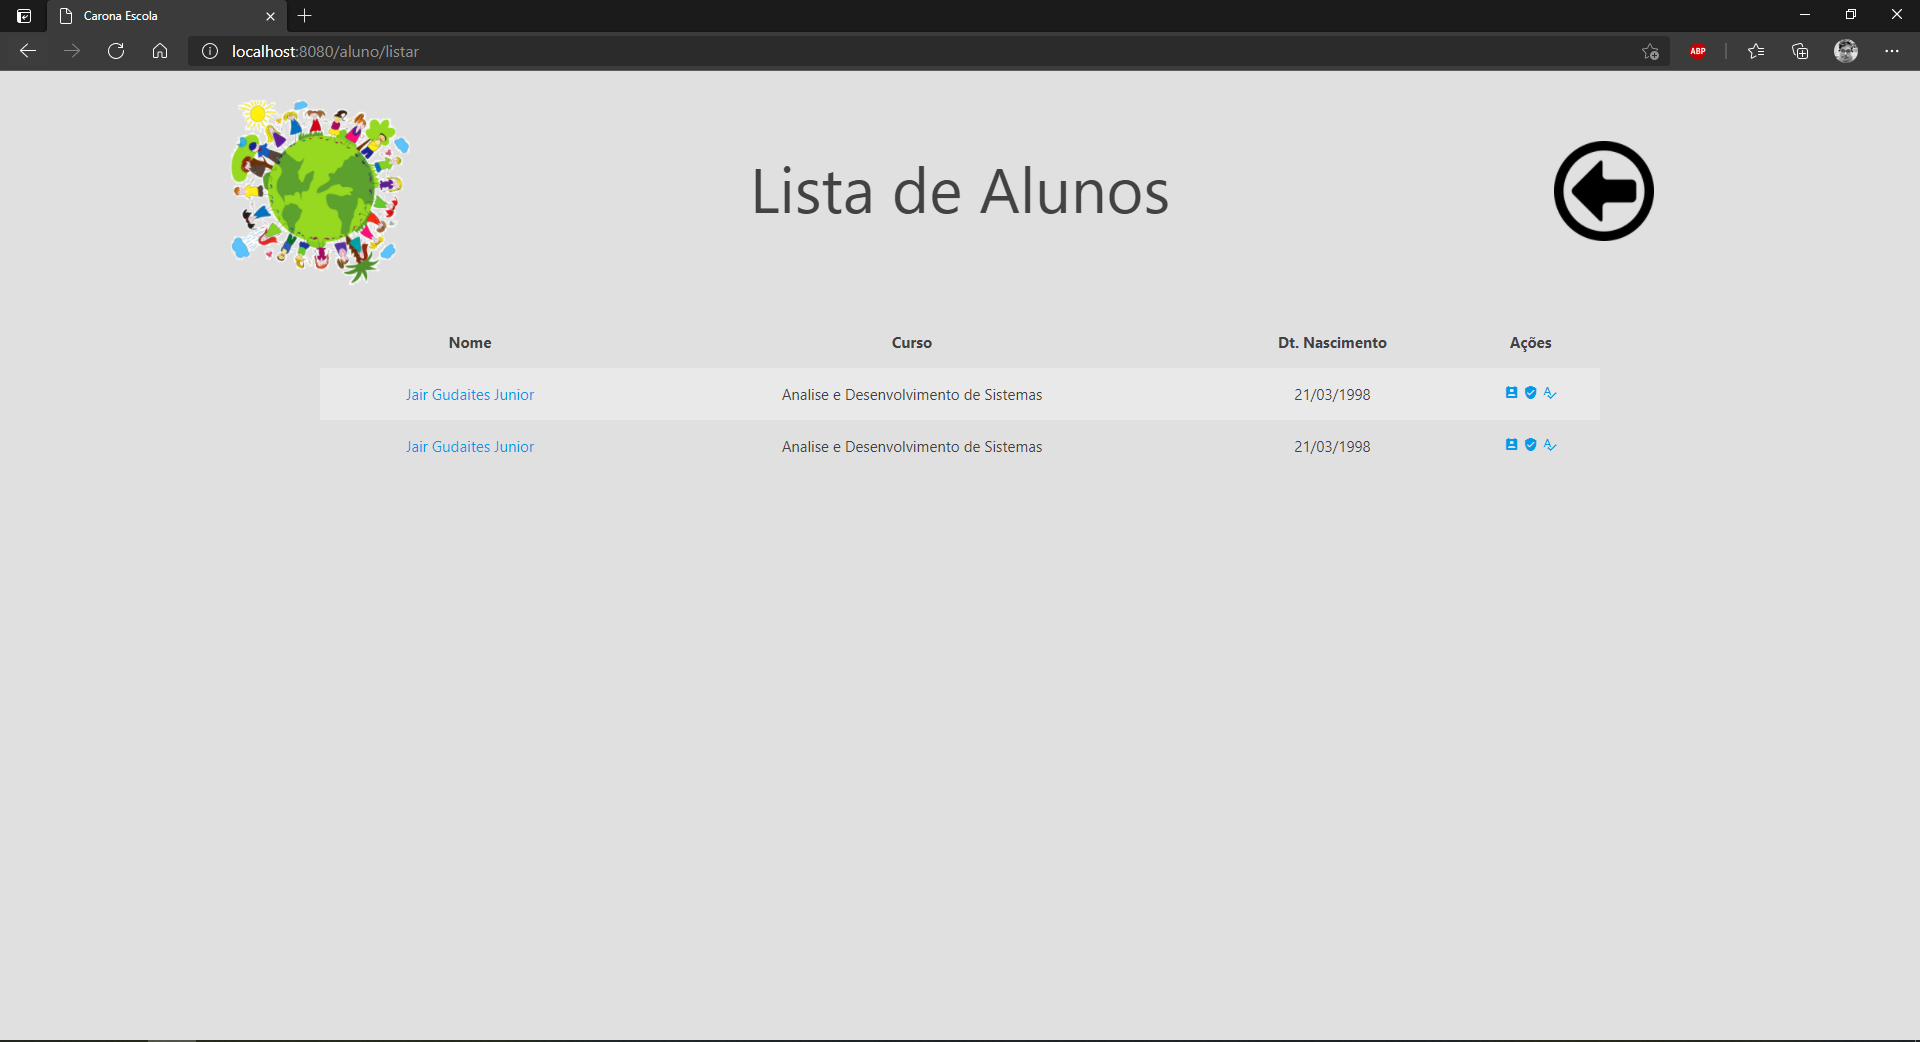 Carona Escola
localhost:8080/aluno/listar
ABP
Lista de Alunos
Nome Curso Dt. Nascimento Ações
Jair Gudaites Junior Analise e Desenvolvimento de Sistemas 21/03/1998
Jair Gudaites Junior Analise e Desenvolvimento de Sistemas 21/03/1998